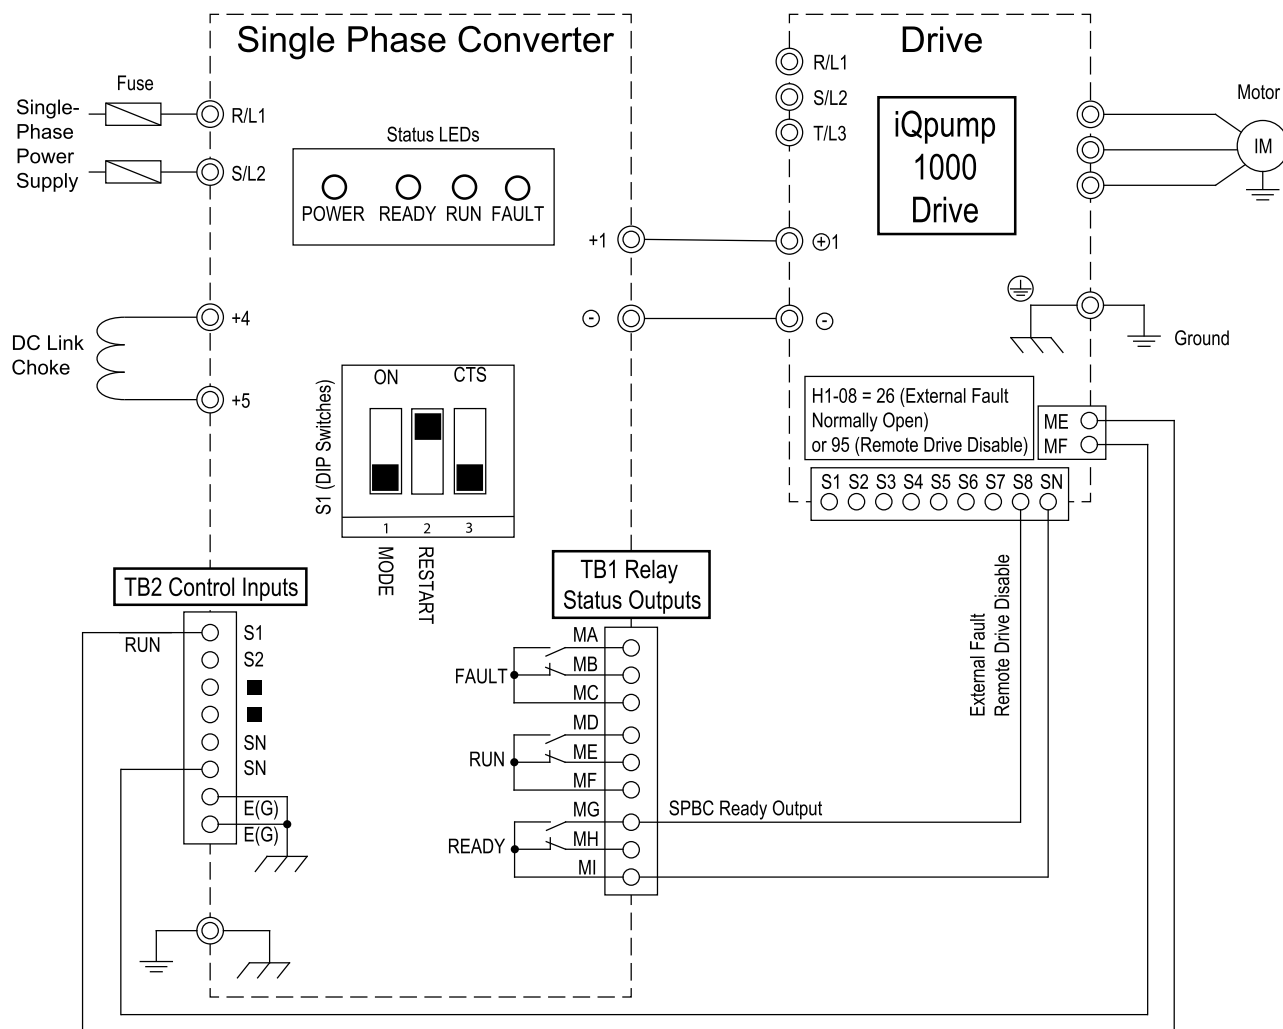 Single Phase Converter
Drive
Fuse
Single-
Phase
Power
Supply
R/L1
S/L2
Status LEDs
POWER READY RUN FAULT
R/L1
S/L2
T/L3
iQpump
1000
Drive
Motor
IM
+1
+1
-
-
DC Link
Choke
+4
+5
Ground
ON
CTS
S1 (DIP Switches)
1 2 3
MODE
RESTART
H1-08 = 26 (External Fault
Normally Open)
or 95 (Remote Drive Disable)
ME
MF
S1 S2 S3 S4 S5 S6 S7 S8 SN
External Fault
Remote Drive Disable
TB2 Control Inputs
RUN
S1
S2
SN
SN
E(G)
E(G)
TB1 Relay
Status Outputs
FAULT
MA
MB
MC
RUN
MD
ME
MF
READY
MG
MH
MI
SPBC Ready Output